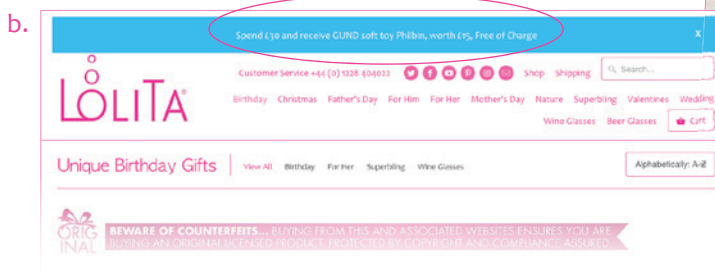 b.
Spend £30 and receive GUND soft toy Philbin, worth £15, Free of Charge x
LOLITA
Customer Service +44 (0) 1228 404022 Shop Shipping Search...
Birthday Christmas Father's Day For Him For Her Mother's Day Nature Superbling Valentines Wedding
Wine Glasses Beer Glasses Cart
Unique Birthday Gifts View All Birthday For Her Superbling Wine Glasses Alphabetically: A-Z
ORIGINAL
BEWARE OF COUNTERFEITS... BUYING FROM THIS AND ASSOCIATED WEBSITES ENSURES YOU ARE
BUYING AN ORIGINAL LICENSED PRODUCT, PROTECTED BY COPYRIGHT AND COMPLIANCE ASSURED.